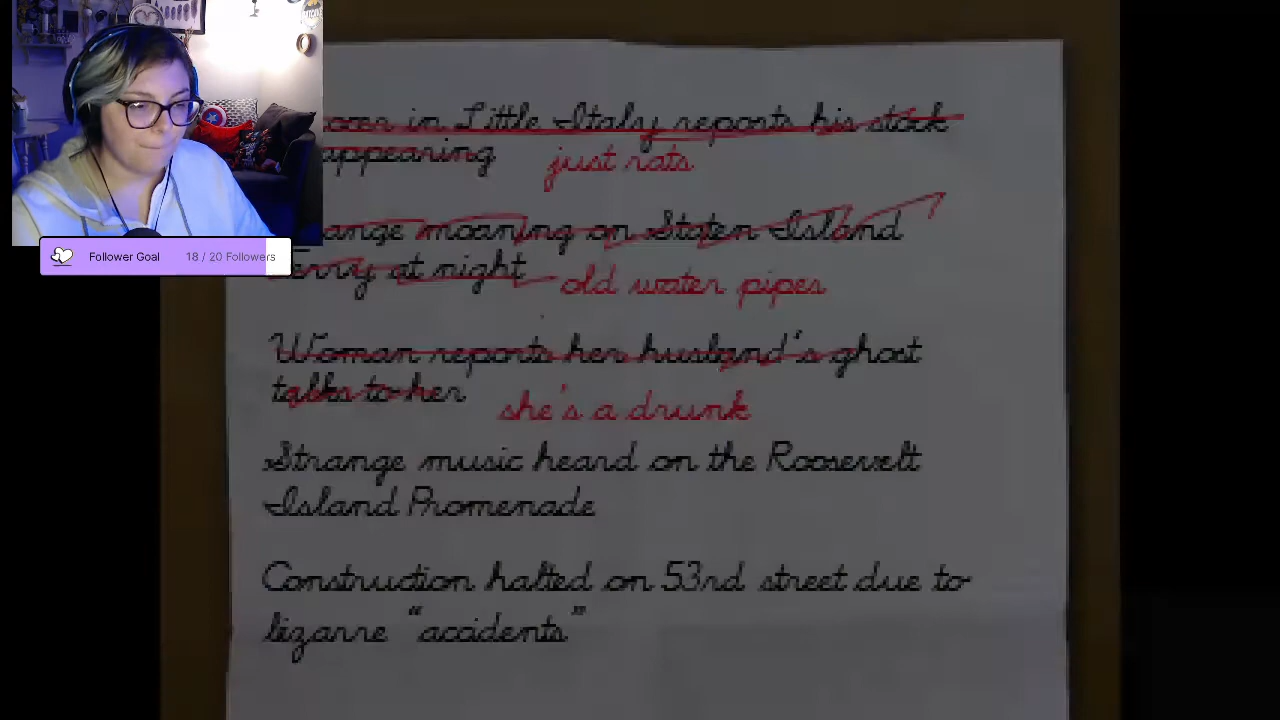 in Little Italy reports his stock
appearing just rats
ange moaning on Staten Island
Ferry at night old water pipes
Woman reports her husband's ghost
talks to her she's a drunk
Strange music heard on the Roosevelt
Island Promenade
Construction halted on 53rd street due to
bizarre "accidents"
Follower Goal 18 / 20 Followers